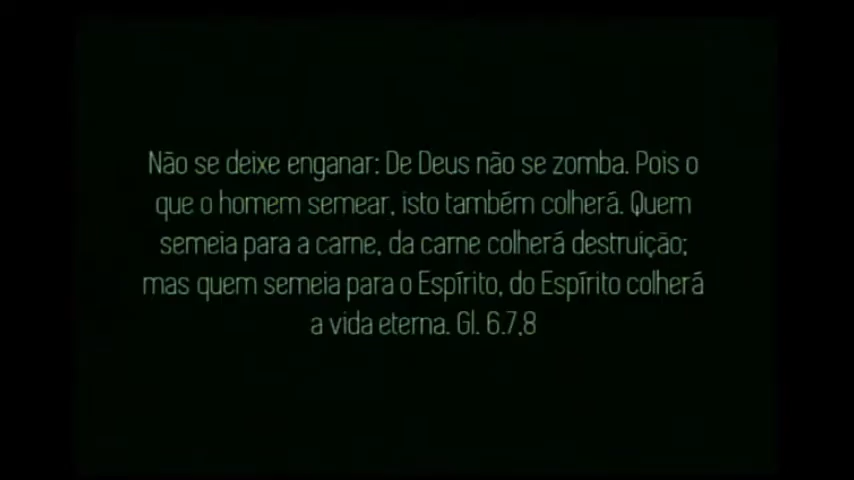 Não se deixe enganar: De Deus não se zomba. Pois o
que o homem semear, isto também colherá. Quem
semeia para a carne, da carne colherá destruição;
mas quem semeia para o Espírito, do Espírito colherá
a vida eterna. Gl. 6.7,8